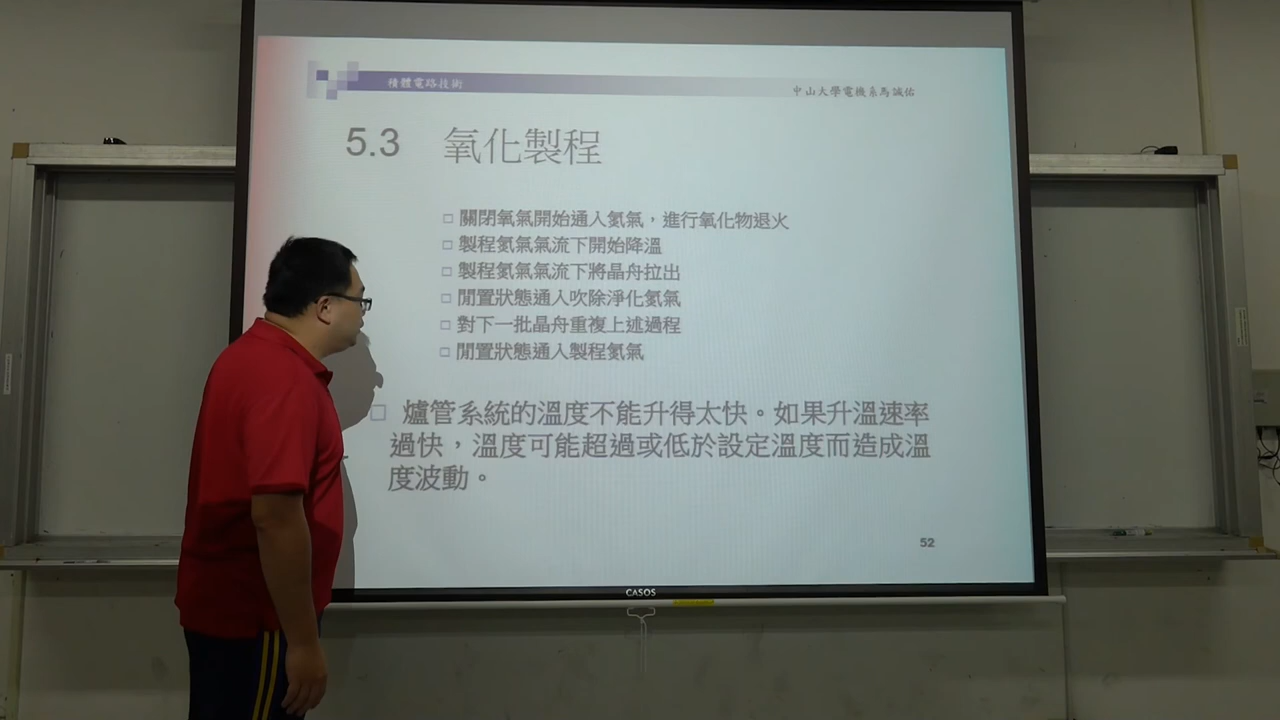 積體電路技術
中山大學電機系馬誠佑
5.3 氧化製程
□ 關閉氧氣開始通入氮氣，進行氧化物退火
□ 製程氮氣氣流下開始降溫
□ 製程氮氣氣流下將晶舟拉出
□ 閒置狀態通入吹除淨化氮氣
□ 對下一批晶舟重複上述過程
□ 閒置狀態通入製程氮氣
□ 爐管系統的溫度不能升得太快。如果升溫速率
過快，溫度可能超過或低於設定溫度而造成溫
度波動。
52
CASOS